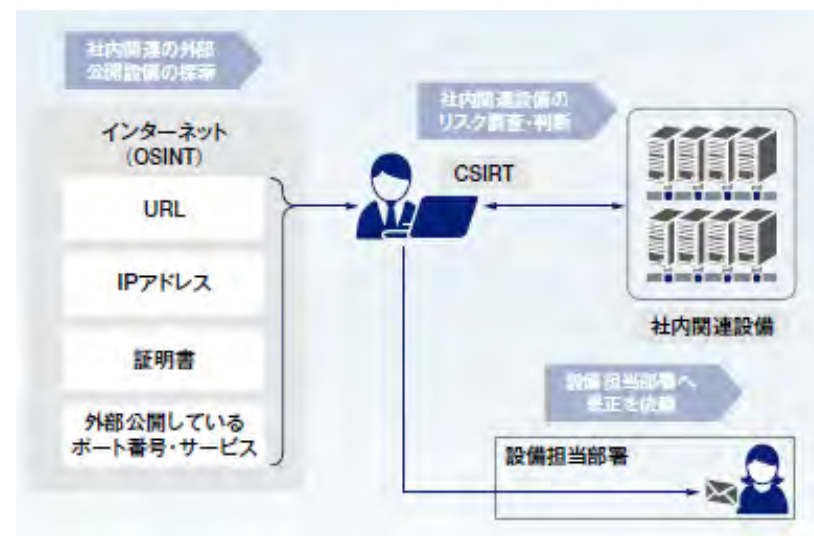 社内関連の外部
公開設備の探索
インターネット
(OSINT)
URL
IPアドレス
証明書
外部公開している
ポート番号・サービス
社内関連設備の
リスク調査・判断
CSIRT
社内関連設備
設備担当部署へ
是正を依頼
設備担当部署